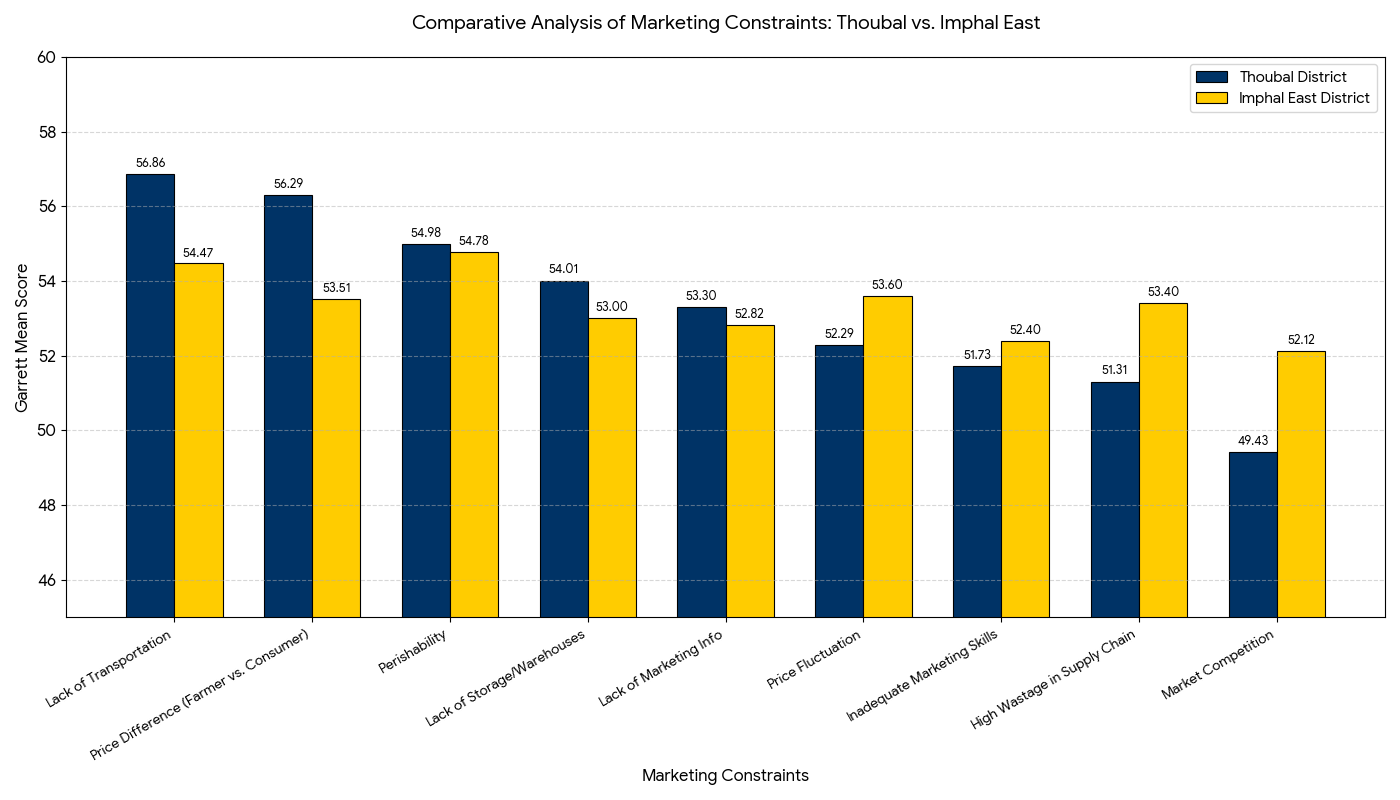 Comparative Analysis of Marketing Constraints: Thoubal vs. Imphal East
Thoubal District
Imphal East District
Garrett Mean Score
60
58
56
54
52
50
48
46
56.86
54.47
56.29
53.51
54.98
54.78
54.01
53.00
53.30
52.82
52.29
53.60
51.73
52.40
51.31
53.40
49.43
52.12
Lack of Transportation
Price Difference (Farmer vs. Consumer)
Perishability
Lack of Storage/Warehouses
Lack of Marketing Info
Price Fluctuation
Inadequate Marketing Skills
High Wastage in Supply Chain
Market Competition
Marketing Constraints